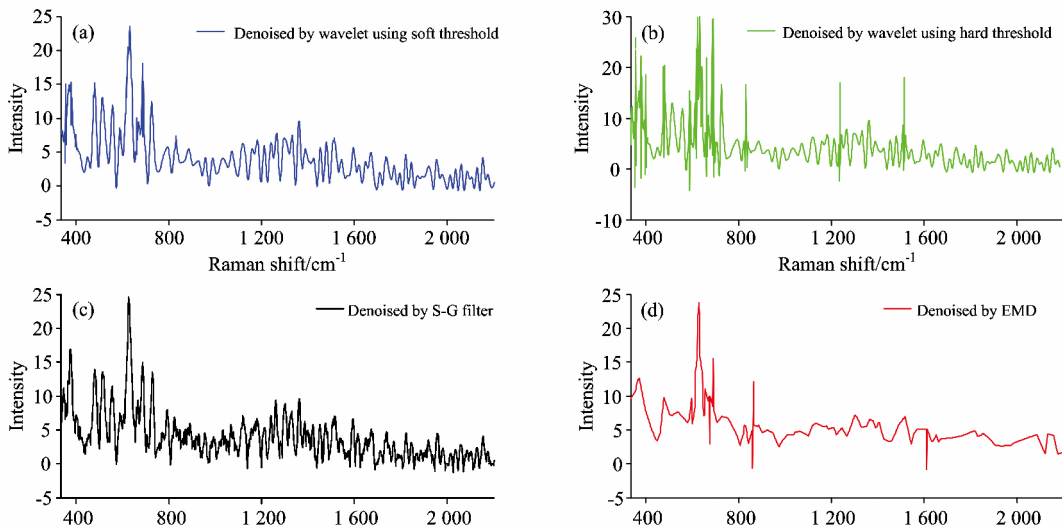 (a) Denoised by wavelet using soft threshold
25
20
15
10
5
0
−5
Intensity
400 800 1 200 1 600 2 000
Raman shift/cm⁻¹
(b) Denoised by wavelet using hard threshold
30
20
10
0
−10
Intensity
400 800 1 200 1 600 2 000
Raman shift/cm⁻¹
(c) Denoised by S-G filter
25
20
15
10
5
0
−5
Intensity
400 800 1 200 1 600 2 000
(d) Denoised by EMD
25
20
15
10
5
0
−5
Intensity
400 800 1 200 1 600 2 000